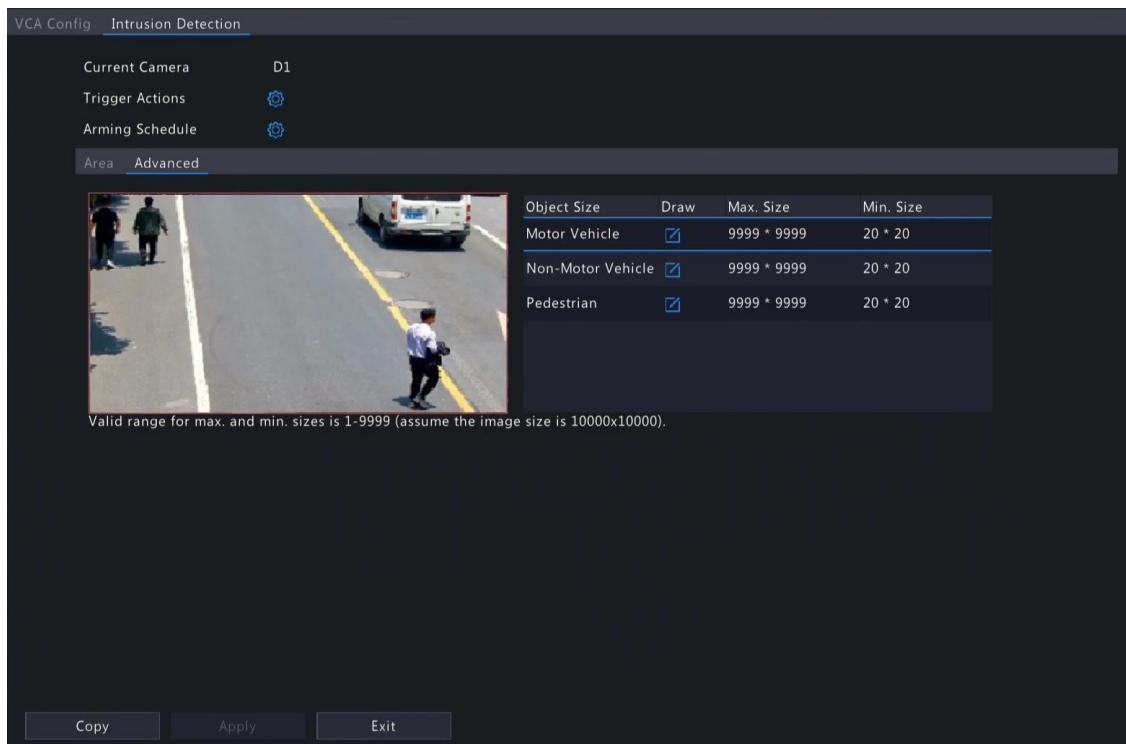 VCA Config Intrusion Detection
Current Camera D1
Trigger Actions
Arming Schedule
Area Advanced
Object Size Draw Max. Size Min. Size
Motor Vehicle 9999 * 9999 20 * 20
Non-Motor Vehicle 9999 * 9999 20 * 20
Pedestrian 9999 * 9999 20 * 20
Valid range for max. and min. sizes is 1-9999 (assume the image size is 10000x10000).
Copy Apply Exit